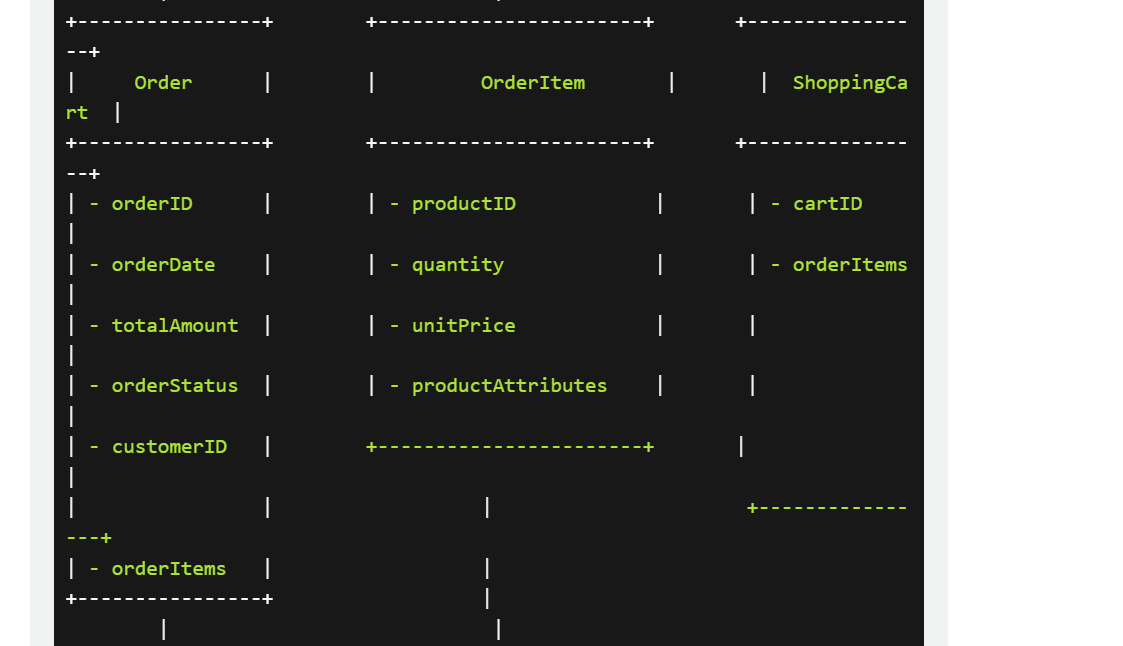 +----------------+        +-----------------------+       +--------------
--+
|     Order      |        |         OrderItem       |       |  ShoppingCa
rt  |
+----------------+        +-----------------------+       +--------------
--+
| - orderID      |        | - productID            |       | - cartID
|
| - orderDate    |        | - quantity             |       | - orderItems
|
| - totalAmount  |        | - unitPrice            |       |
|
| - orderStatus  |        | - productAttributes    |       |
|
| - customerID   |        +-----------------------+       |
|
|                |                  |                      +-------------
---+
| - orderItems   |                  |
+----------------+                  |
        |                            |